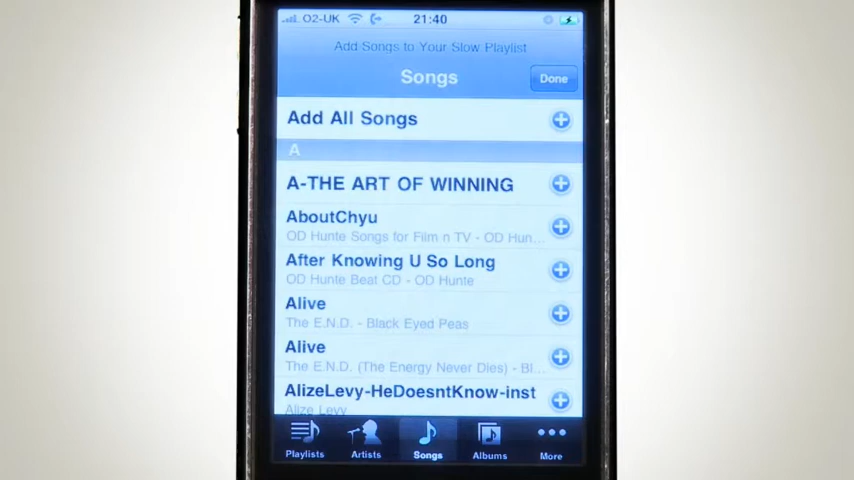 O2-UK 21:40
Add Songs to Your Slow Playlist
Songs
Done
Add All Songs
A
A-THE ART OF WINNING
AboutChyu
OD Hunte Songs for Film n TV - OD Hun...
After Knowing U So Long
OD Hunte Beat CD - OD Hunte
Alive
The E.N.D. - Black Eyed Peas
Alive
The E.N.D. (The Energy Never Dies) - Bl...
AlizeLevy-HeDoesntKnow-inst
Alize Levy
Playlists Artists Songs Albums More